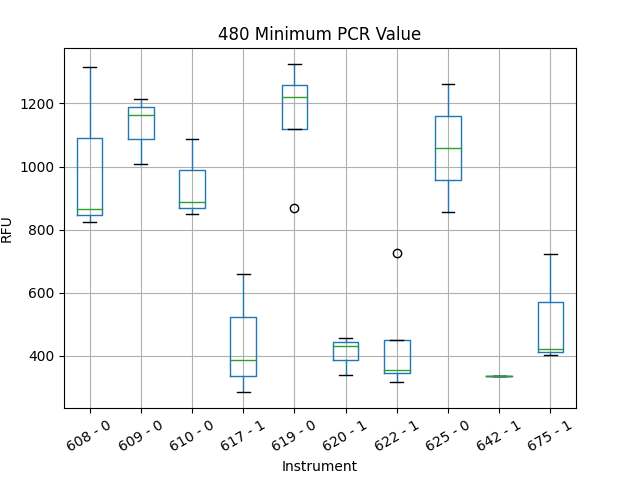 480 Minimum PCR Value
1200
1000
800
600
400
RFU
608 - 0
609 - 0
610 - 0
617 - 1
619 - 0
620 - 1
622 - 1
625 - 0
642 - 1
675 - 1
Instrument